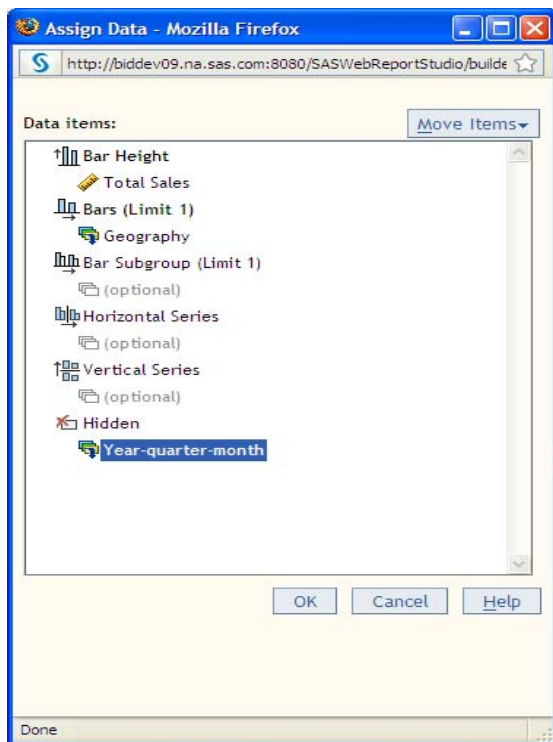 Assign Data - Mozilla Firefox
http://biddev09.na.sas.com:8080/SASWebReportStudio/builde
Data items:
Move Items
Bar Height
Total Sales
Bars (Limit 1)
Geography
Bar Subgroup (Limit 1)
(optional)
Horizontal Series
(optional)
Vertical Series
(optional)
Hidden
Year-quarter-month
OK Cancel Help
Done